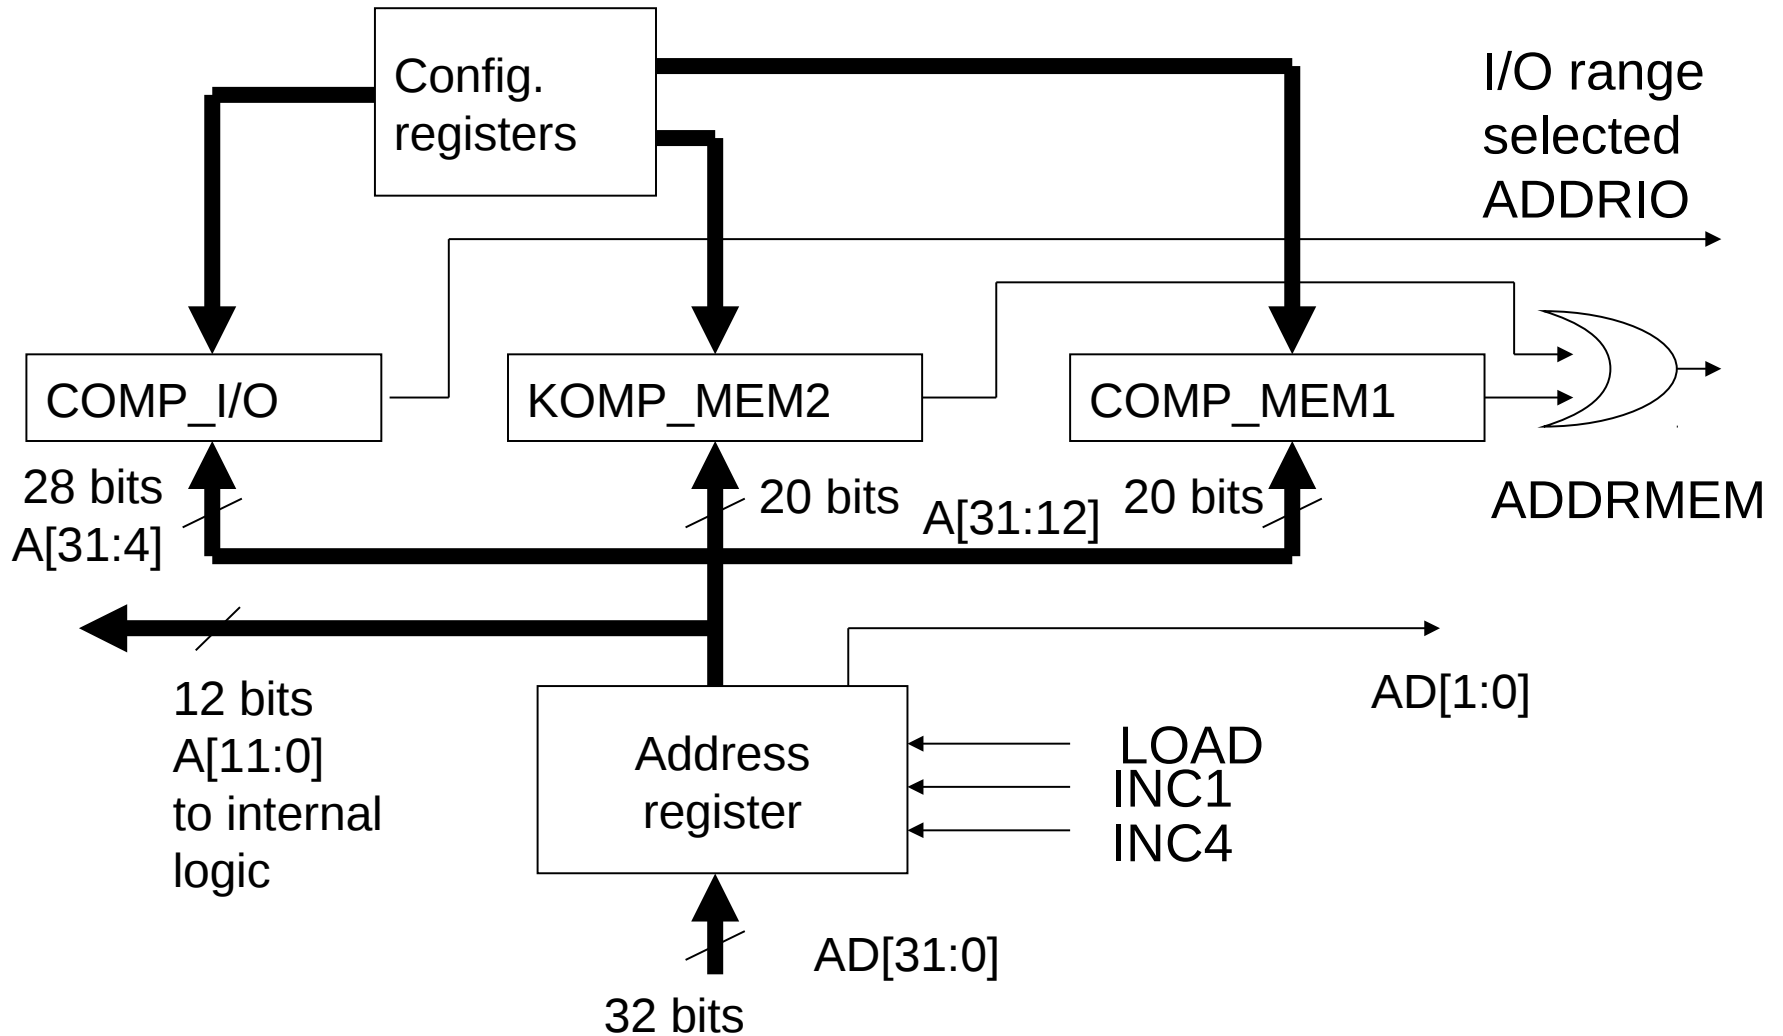 Config.
registers
I/O range
selected
ADDRIO
COMP_I/O
KOMP_MEM2
COMP_MEM1
28 bits
A[31:4]
20 bits
A[31:12]
20 bits
ADDRMEM
12 bits
A[11:0]
to internal
logic
AD[1:0]
Address
register
LOAD
INC1
INC4
AD[31:0]
32 bits